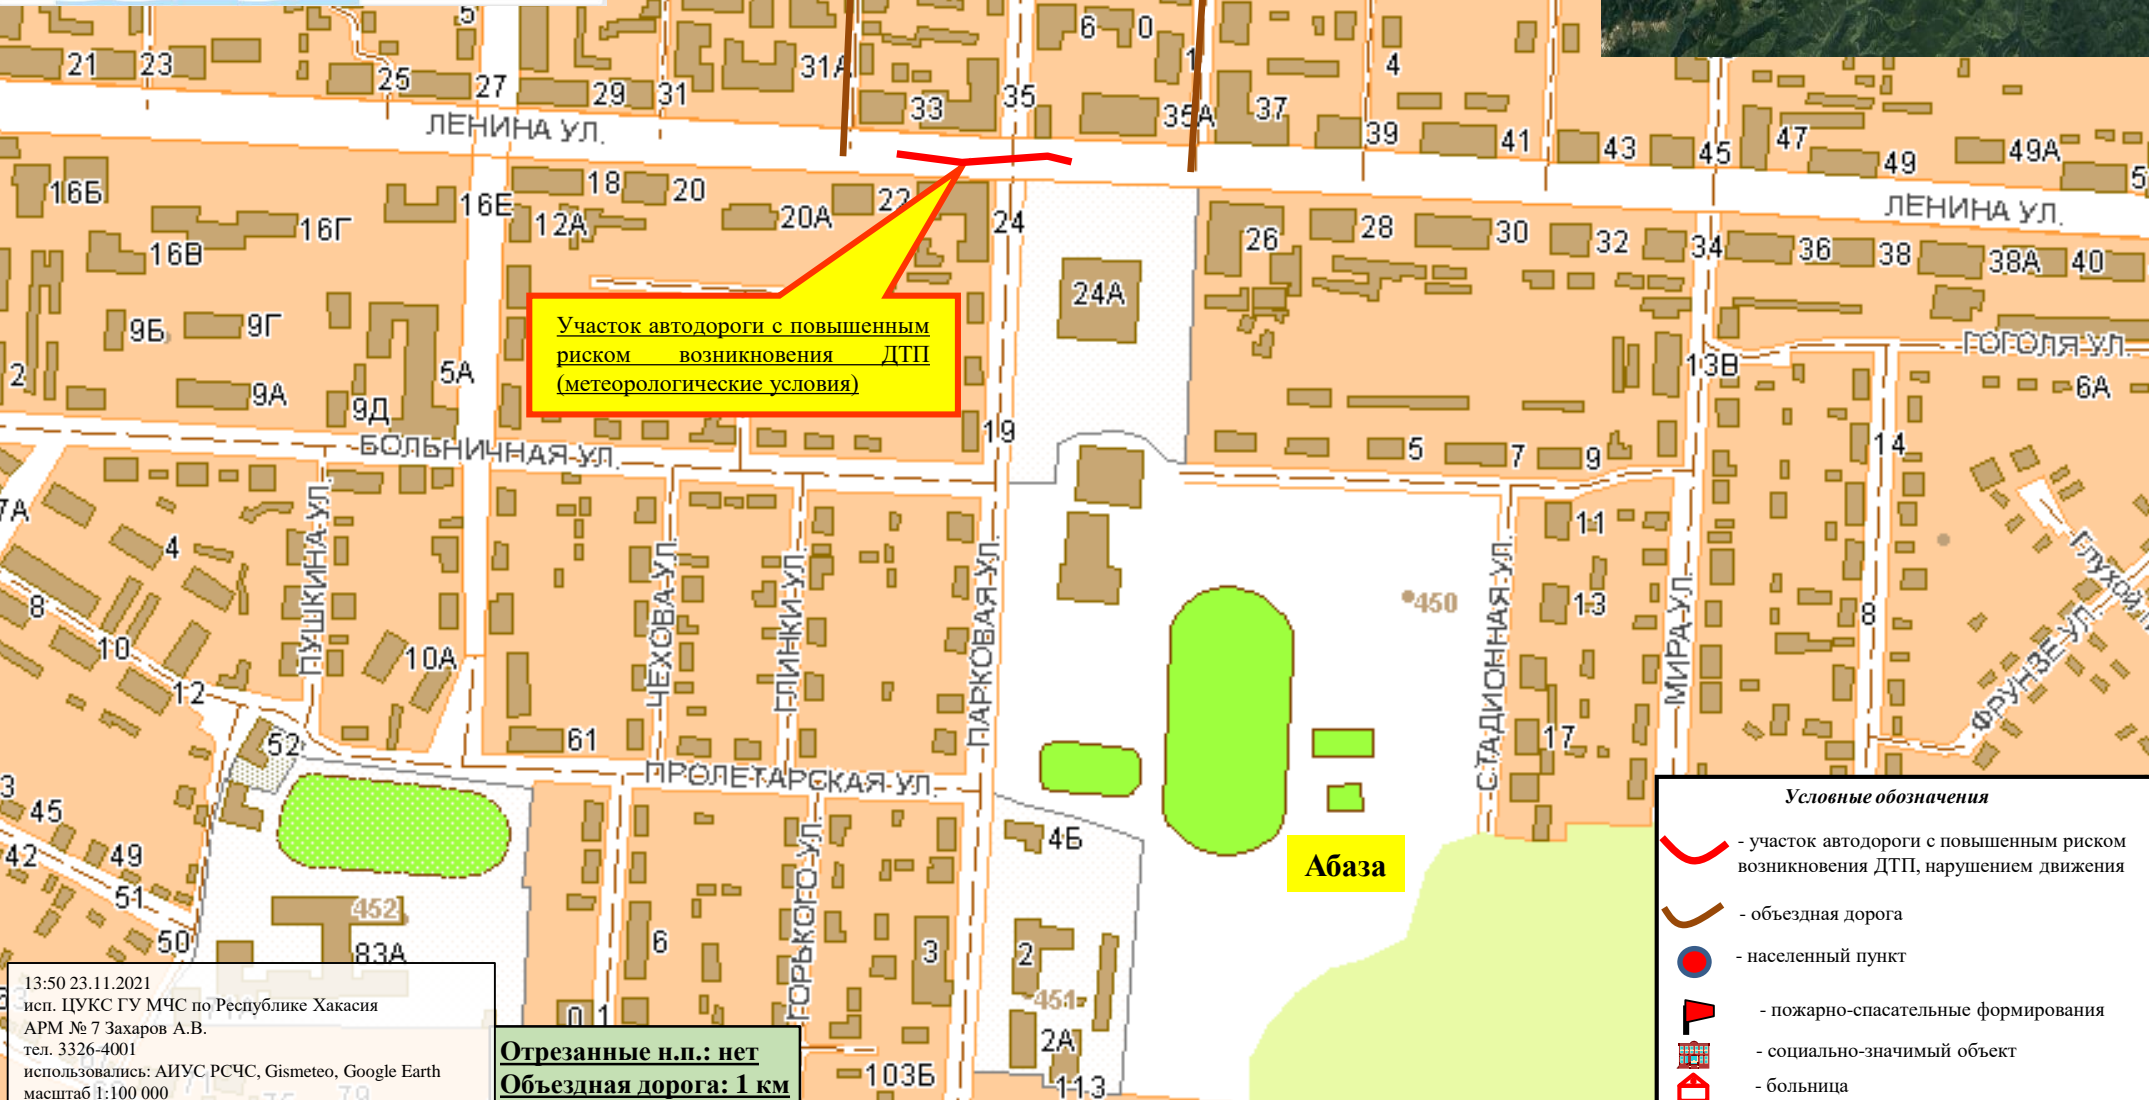 5
6
0
1
4
21
23
25
27
29
31
31А
33
35
35А
37
39
41
43
45
47
49
49А
5
ЛЕНИНА УЛ.
ЛЕНИНА УЛ.
16Б
16В
16Г
16Е
12А
18
20
20А
22
24
24А
26
28
30
32
34
36
38
38А
40
Участок автодороги с повышенным
риском возникновения ДТП
(метеорологические условия)
2
9Б
9Г
9А
9Д
5А
19
13В
ГОГОЛЯ УЛ.
6А
БОЛЬНИЧНАЯ УЛ.
5
7
9
14
7А
4
8
10
12
10А
ПУШКИНА УЛ.
ЧЕХОВА УЛ.
ГЛИНКИ УЛ.
ПАРКОВАЯ УЛ.
СТАДИОННАЯ УЛ.
МИРА УЛ.
ФРУНЗЕ УЛ.
450
11
13
17
8
52
61
ПРОЛЕТАРСКАЯ УЛ.
ГОРЬКОГО УЛ.
3
45
42
49
51
50
452
83А
6
3
4Б
2
451
2А
113
103Б
0 1
Абаза
Условные обозначения
- участок автодороги с повышенным риском
возникновения ДТП, нарушением движения
- объездная дорога
- населенный пункт
- пожарно-спасательные формирования
- социально-значимый объект
- больница
13:50 23.11.2021
исп. ЦУКС ГУ МЧС по Республике Хакасия
АРМ № 7 Захаров А.В.
тел. 3326-4001
использовались: АИУС РСЧС, Gismeteo, Google Earth
масштаб 1:100 000
Отрезанные н.п.: нет
Объездная дорога: 1 км